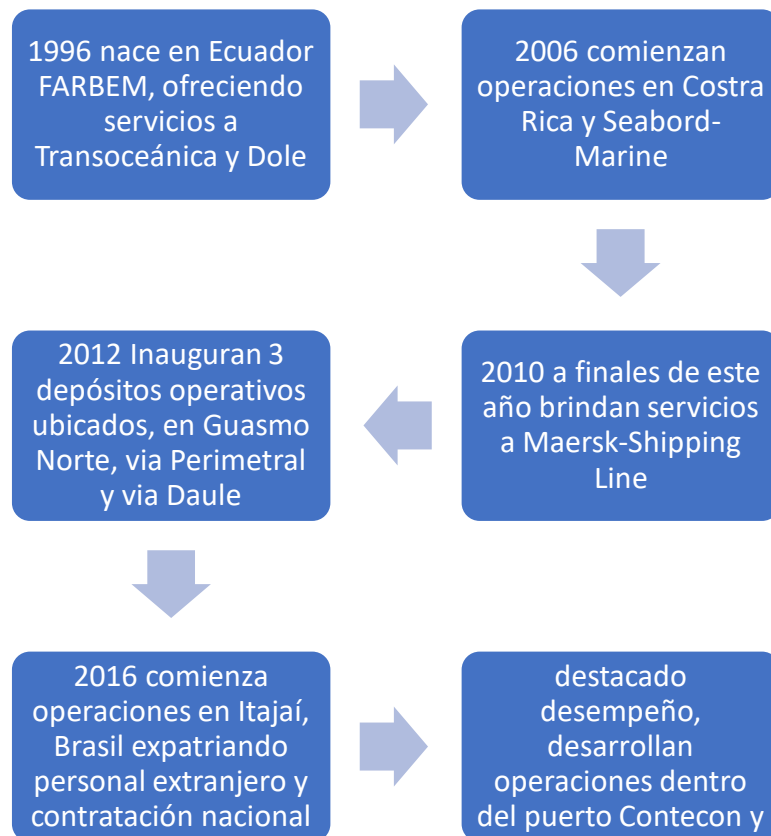 1996 nace en Ecuador
FARBEM, ofreciendo
servicios a
Transoceánica y Dole
2006 comienzan
operaciones en Costra
Rica y Seabord-
Marine
2010 a finales de este
año brindan servicios
a Maersk-Shipping
Line
2012 Inauguran 3
depósitos operativos
ubicados, en Guasmo
Norte, via Perimetral
y via Daule
2016 comienza
operaciones en Itajaí,
Brasil expatriando
personal extranjero y
contratación nacional
destacado
desempeño,
desarrollan
operaciones dentro
del puerto Contecon y